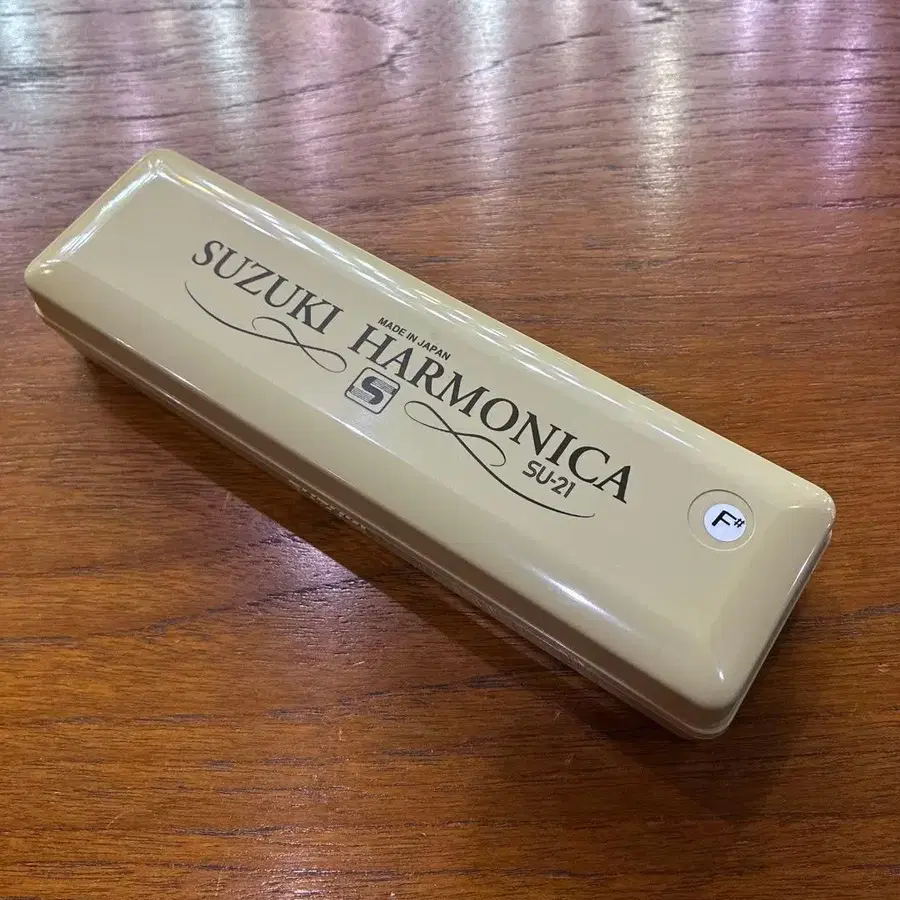 SUZUKI HARMONICA
MADE IN JAPAN
S
SU-21
F#